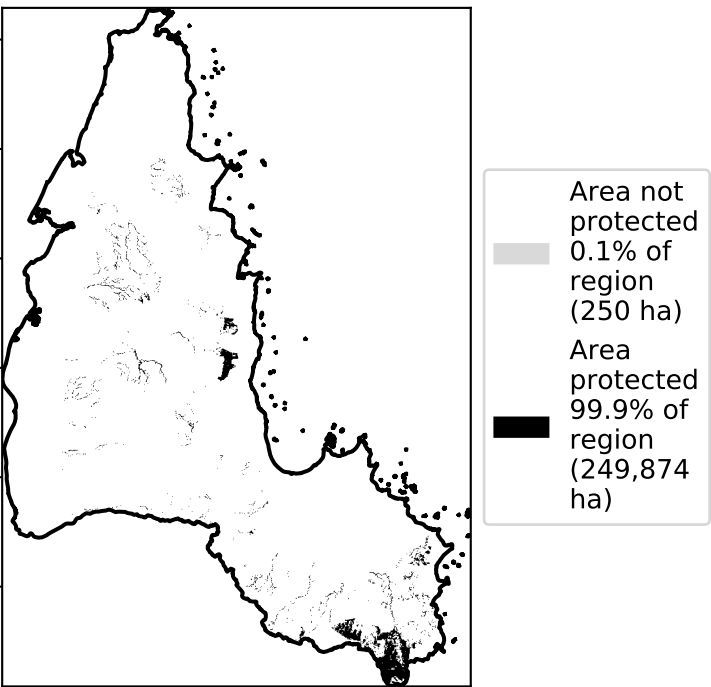 Area not
protected
0.1% of
region
(250 ha)
Area
protected
99.9% of
region
(249,874
ha)